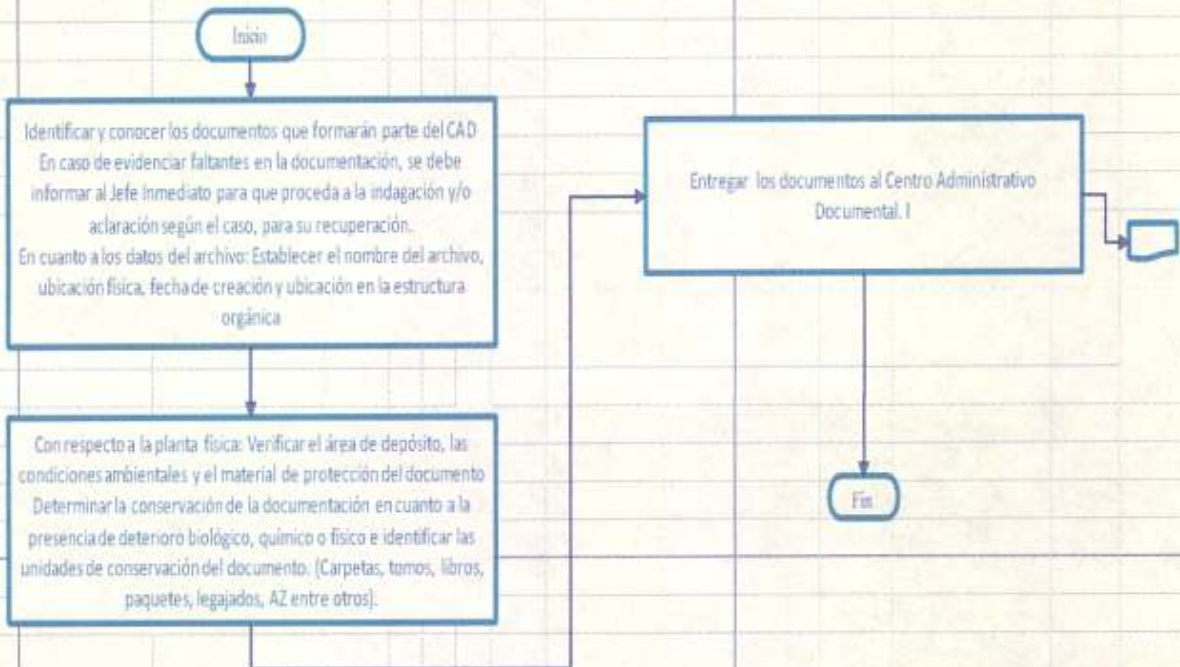 Inicio
Identificar y conocer los documentos que formarán parte del CAD
En caso de evidenciar faltantes en la documentación, se debe
informar al Jefe Inmediato para que proceda a la indagación y/o
aclaración según el caso, para su recuperación.
En cuanto a los datos del archivo: Establecer el nombre del archivo,
ubicación física, fecha de creación y ubicación en la estructura
orgánica
Con respecto a la planta física: Verificar el área de depósito, las
condiciones ambientales y el material de protección del documento
Determinar la conservación de la documentación en cuanto a la
presencia de deterioro biológico, químico o físico e identificar las
unidades de conservación del documento. (Carpetas, tomos, libros,
paquetes, legajados, AZ entre otros).
Entregar los documentos al Centro Administrativo
Documental. l
Fin